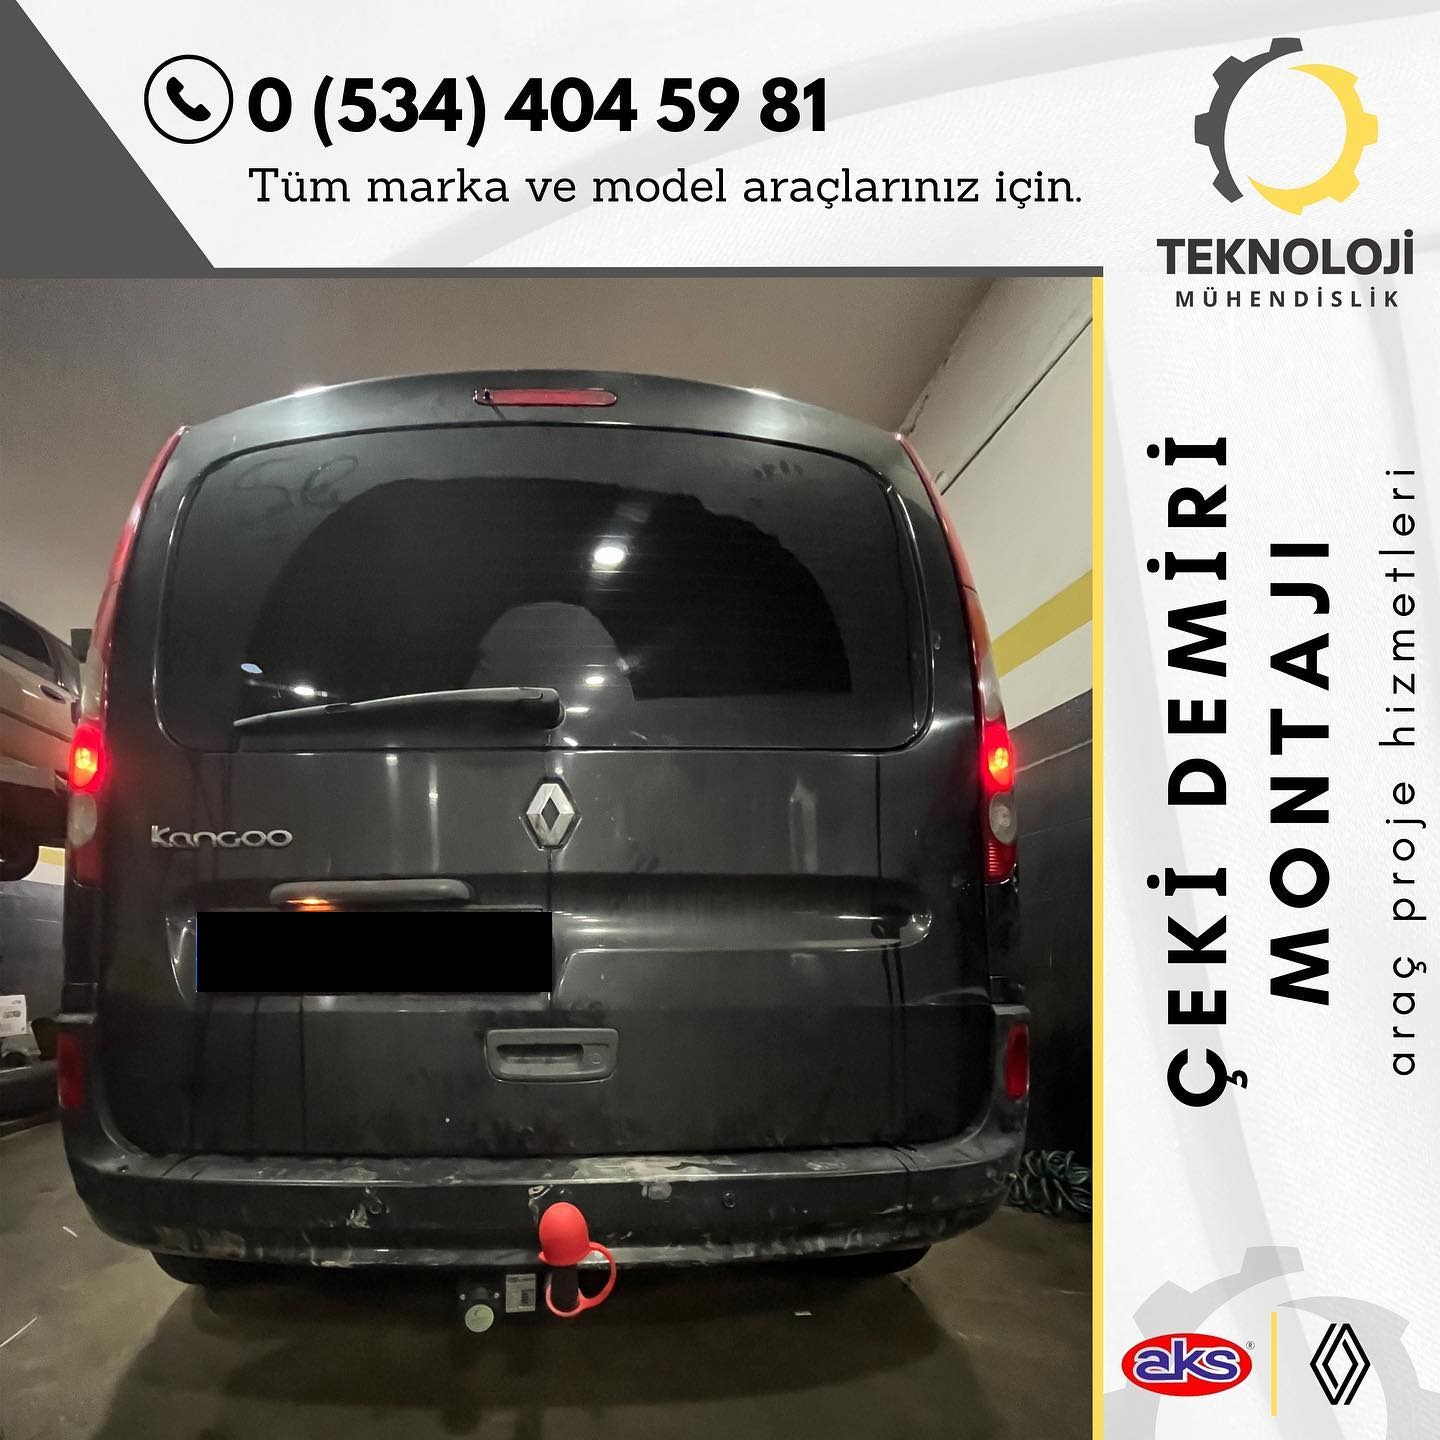 0 (534) 404 59 81
Tüm marka ve model araçlarınız için.
TEKNOLOJİ
MÜHENDİSLİK
ÇEKİ DEMİRİ
MONTAJI
araç proje hizmetleri
Kangoo
aks®